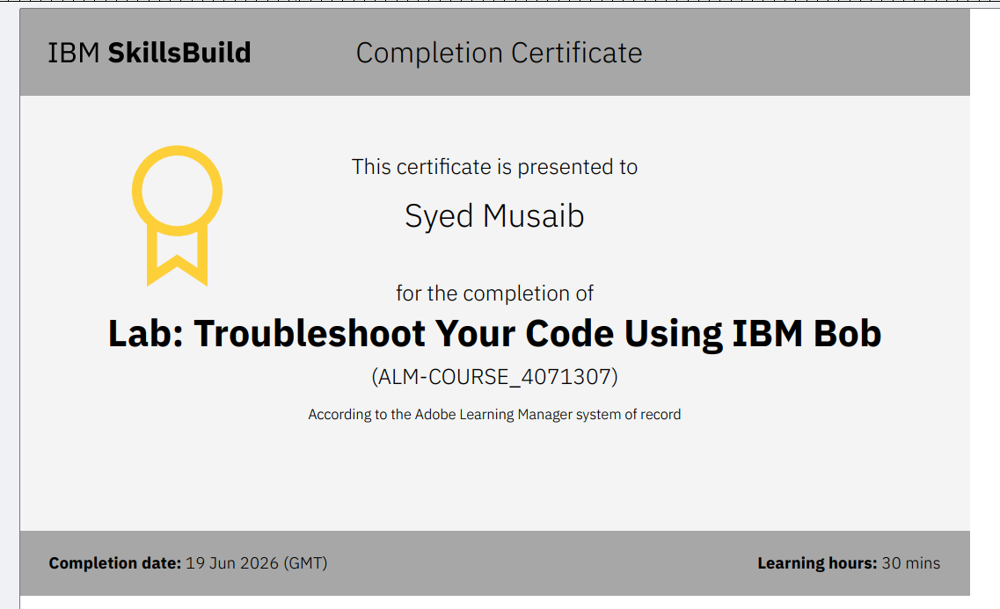 IBM SkillsBuild Completion Certificate
This certificate is presented to
Syed Musaib
for the completion of
Lab: Troubleshoot Your Code Using IBM Bob
(ALM-COURSE_4071307)
According to the Adobe Learning Manager system of record
Completion date: 19 Jun 2026 (GMT) Learning hours: 30 mins